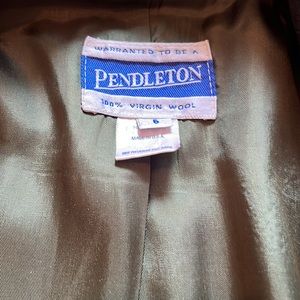 WARRANTED TO BE A
PENDLETON
100% VIRGIN WOOL
6